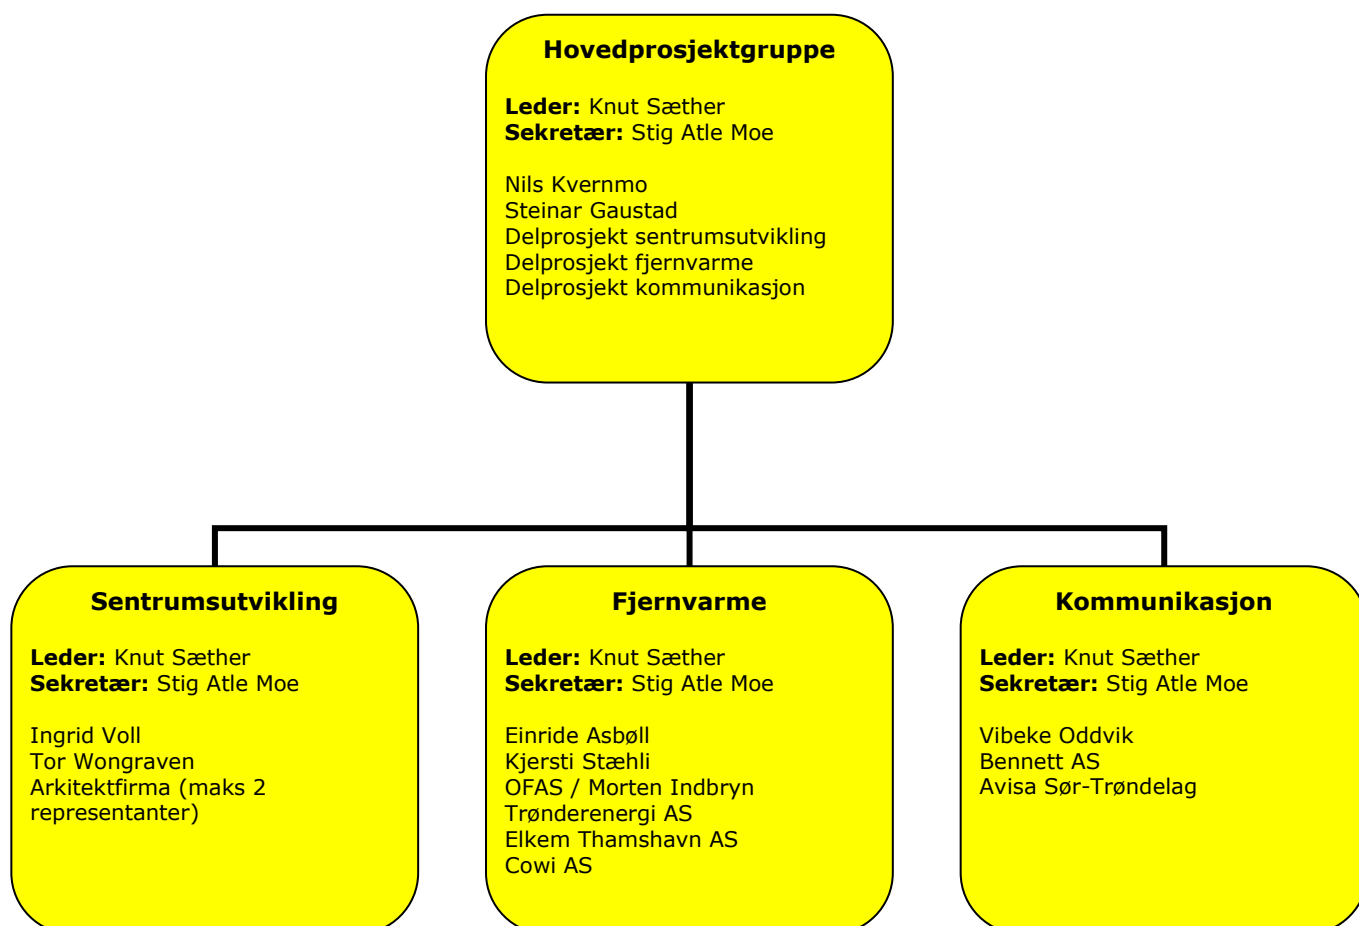 Hovedprosjektgruppe
Leder: Knut Sæther
Sekretær: Stig Atle Moe
Nils Kvernmo
Steinar Gaustad
Delprosjekt sentrumsutvikling
Delprosjekt fjernvarme
Delprosjekt kommunikasjon
Sentrumsutvikling
Leder: Knut Sæther
Sekretær: Stig Atle Moe
Ingrid Voll
Tor Wongraven
Arkitektfirma (maks 2
representanter)
Fjernvarme
Leder: Knut Sæther
Sekretær: Stig Atle Moe
Einride Asbøll
Kjersti Stæhli
OFAS / Morten Indbryn
Trønderenergi AS
Elkem Thamshavn AS
Cowi AS
Kommunikasjon
Leder: Knut Sæther
Sekretær: Stig Atle Moe
Vibeke Oddvik
Bennett AS
Avisa Sør-Trøndelag